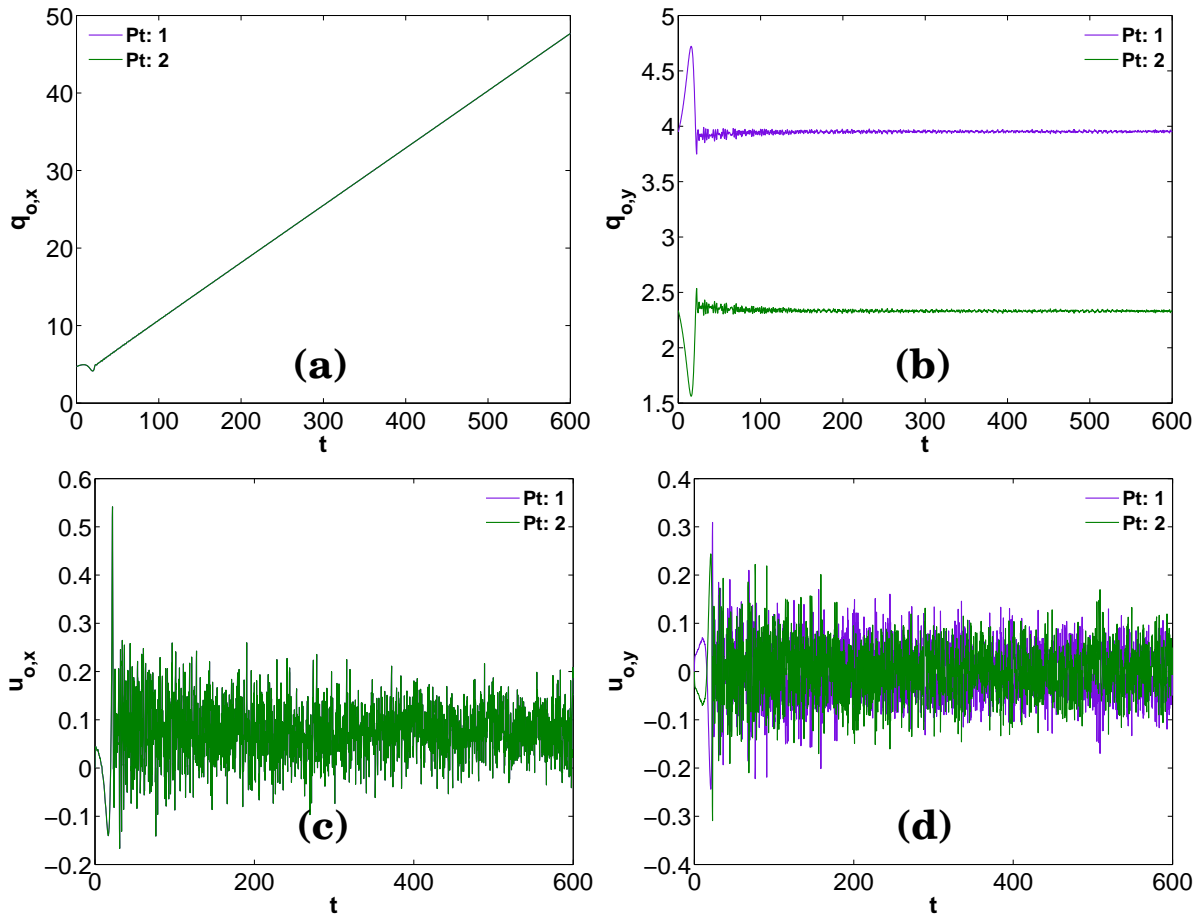 50
40
30
20
10
0
0 100 200 300 400 500 600
q_{o,x}
t
Pt: 1
Pt: 2
(a)
5
4.5
4
3.5
3
2.5
2
1.5
0 100 200 300 400 500 600
q_{o,y}
t
Pt: 1
Pt: 2
(b)
0.6
0.5
0.4
0.3
0.2
0.1
0
−0.1
−0.2
0 200 400 600
u_{o,x}
t
Pt: 1
Pt: 2
(c)
0.4
0.3
0.2
0.1
0
−0.1
−0.2
−0.3
−0.4
0 200 400 600
u_{o,y}
t
Pt: 1
Pt: 2
(d)